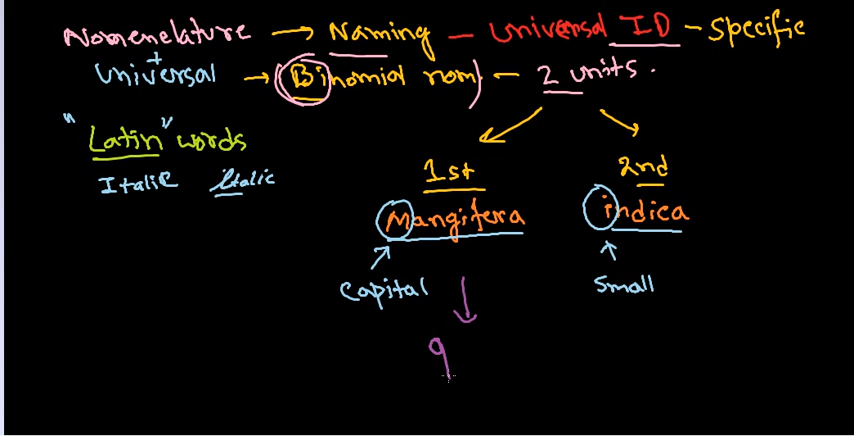 Nomenclature → Naming – Universal ID – Specific
+
Universal → (Binomial nom) – 2 units.
"Latin" words
Italic Italic
1st 2nd
Mangifera indica
Capital Small